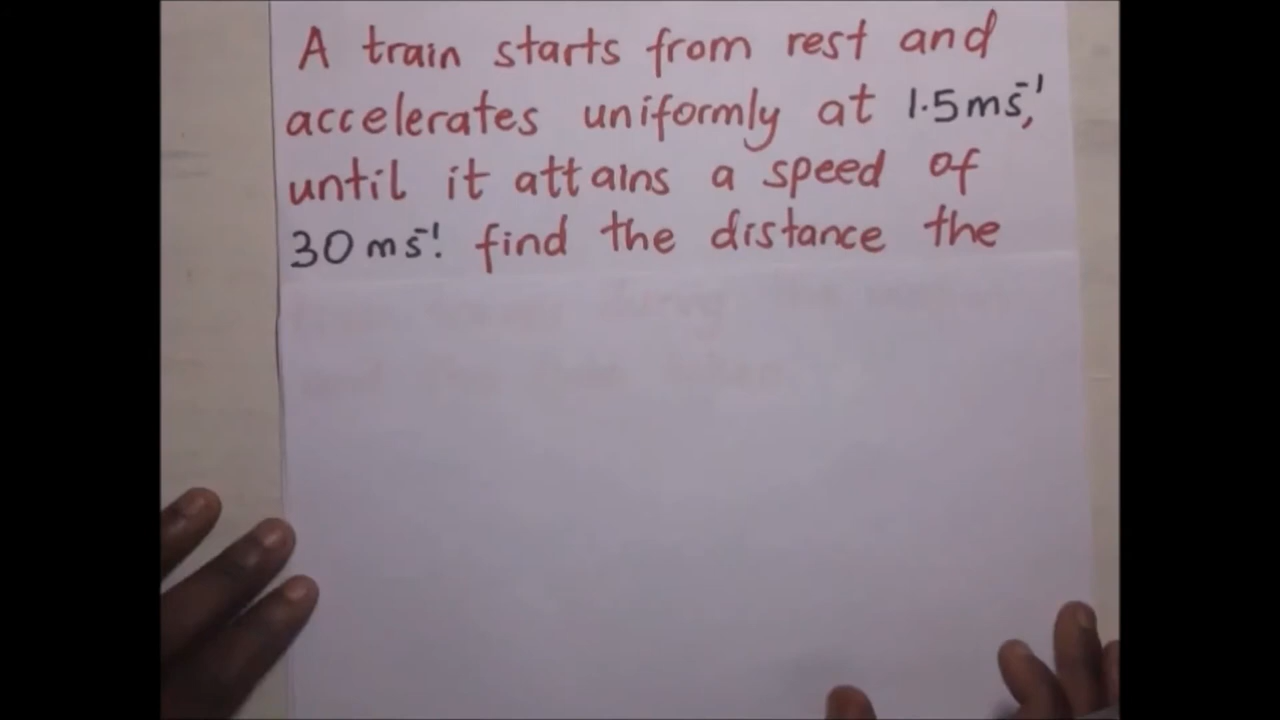 A train starts from rest and
accelerates uniformly at 1.5ms⁻¹,
until it attains a speed of
30ms⁻¹. find the distance the